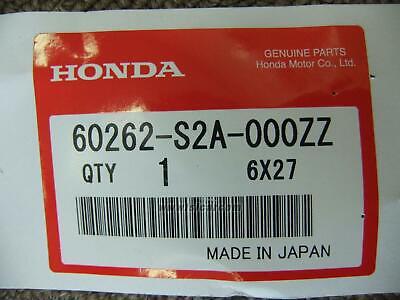 GENUINE PARTS
HONDA
Honda Motor Co., Ltd.
60262-S2A-000ZZ
QTY 1 6X27
MADE IN JAPAN